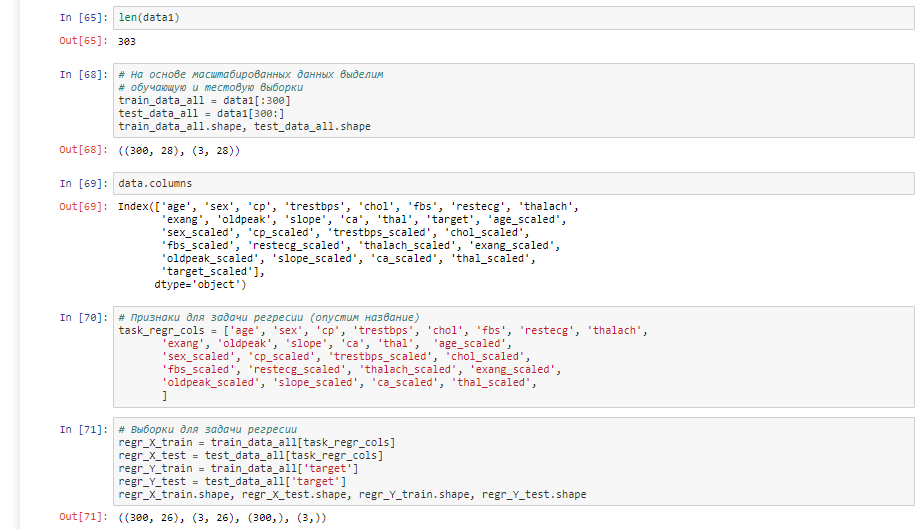 In [65]: len(data1)
Out[65]: 303
In [68]: # На основе масштабированных данных выделим
# обучающую и тестовую выборки
train_data_all = data1[:300]
test_data_all = data1[300:]
train_data_all.shape, test_data_all.shape
Out[68]: ((300, 28), (3, 28))
In [69]: data.columns
Out[69]: Index(['age', 'sex', 'cp', 'trestbps', 'chol', 'fbs', 'restecg', 'thalach',
'exang', 'oldpeak', 'slope', 'ca', 'thal', 'target', 'age_scaled',
'sex_scaled', 'cp_scaled', 'trestbps_scaled', 'chol_scaled',
'fbs_scaled', 'restecg_scaled', 'thalach_scaled', 'exang_scaled',
'oldpeak_scaled', 'slope_scaled', 'ca_scaled', 'thal_scaled',
'target_scaled'],
dtype='object')
In [70]: # Признаки для задачи регресии (опустим название)
task_regr_cols = ['age', 'sex', 'cp', 'trestbps', 'chol', 'fbs', 'restecg', 'thalach',
'exang', 'oldpeak', 'slope', 'ca', 'thal',  'age_scaled',
'sex_scaled', 'cp_scaled', 'trestbps_scaled', 'chol_scaled',
'fbs_scaled', 'restecg_scaled', 'thalach_scaled', 'exang_scaled',
'oldpeak_scaled', 'slope_scaled', 'ca_scaled', 'thal_scaled',
]
In [71]: # Выборки для задачи регресии
regr_X_train = train_data_all[task_regr_cols]
regr_X_test = test_data_all[task_regr_cols]
regr_Y_train = train_data_all['target']
regr_Y_test = test_data_all['target']
regr_X_train.shape, regr_X_test.shape, regr_Y_train.shape, regr_Y_test.shape
Out[71]: ((300, 26), (3, 26), (300,), (3,))